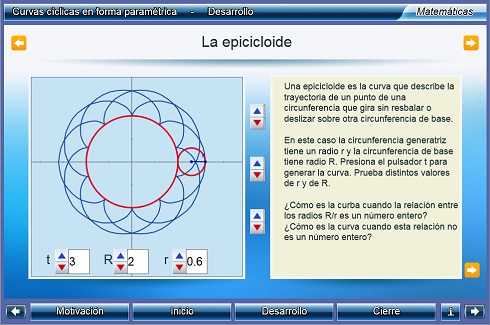 Curvas cíclicas en forma paramétrica - Desarrollo
Matemáticas
La epicicloide
Una epicicloide es la curva que describe la
trayectoria de un punto de una
circunferencia que gira sin resbalar o
deslizar sobre otra circunferencia de base.
En este caso la circunferencia generatriz
tiene un radio r y la circunferencia de base
tiene radio R. Presiona el pulsador t para
generar la curva. Prueba distintos valores
de r y de R.
¿Cómo es la curba cuando la relación entre
los radios R/r es un número entero?
¿Cómo es la curva cuando esta relación no
es un número entero?
t 3 R 2 r 0.6
Motivación Inicio Desarrollo Cierre i